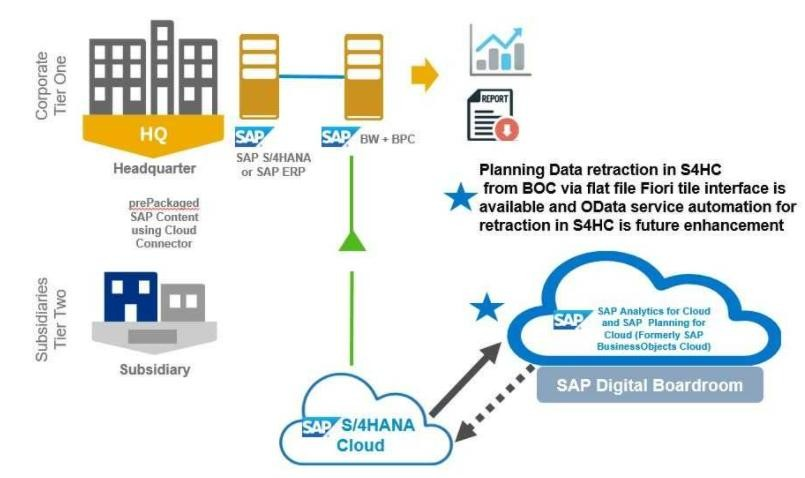 Corporate
Tier One
HQ
Headquarter
SAP
SAP S/4HANA
or SAP ERP
SAP BW + BPC
REPORT
prePackaged
SAP Content
using Cloud
Connector
Planning Data retraction in S4HC
from BOC via flat file Fiori tile interface is
available and OData service automation for
retraction in S4HC is future enhancement
Subsidiaries
Tier Two
Subsidiary
SAP
SAP Analytics for Cloud
and SAP Planning for
Cloud (Formerly SAP
BusinessObjects Cloud)
SAP Digital Boardroom
SAP S/4HANA
Cloud